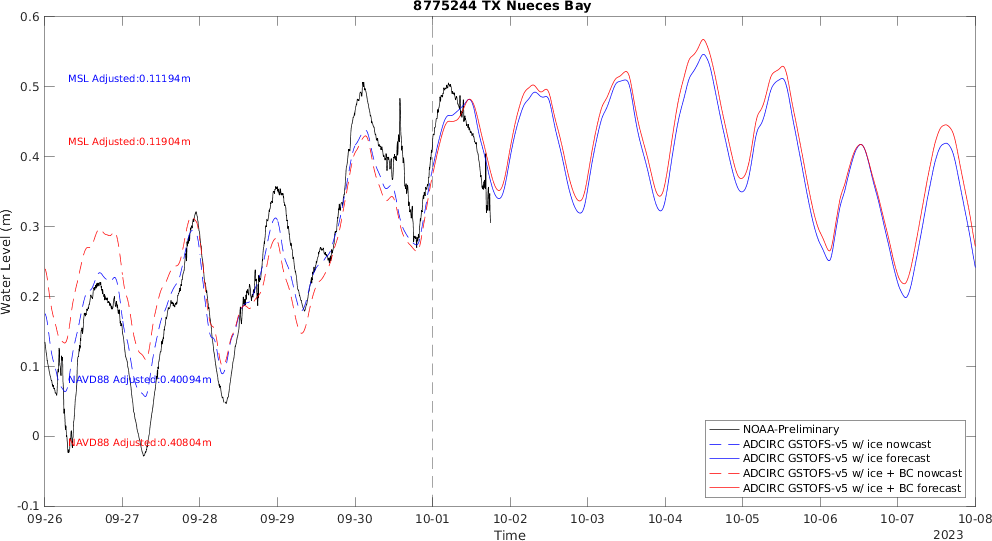 8775244 TX Nueces Bay
Water Level (m)
0.6
0.5
0.4
0.3
0.2
0.1
0
-0.1
MSL Adjusted:0.11194m
MSL Adjusted:0.11904m
NAVD88 Adjusted:0.40094m
NAVD88 Adjusted:0.40804m
NOAA-Preliminary
ADCIRC GSTOFS-v5 w/ ice nowcast
ADCIRC GSTOFS-v5 w/ ice forecast
ADCIRC GSTOFS-v5 w/ ice + BC nowcast
ADCIRC GSTOFS-v5 w/ ice + BC forecast
09-26 09-27 09-28 09-29 09-30 10-01 10-02 10-03 10-04 10-05 10-06 10-07 10-08
Time
2023